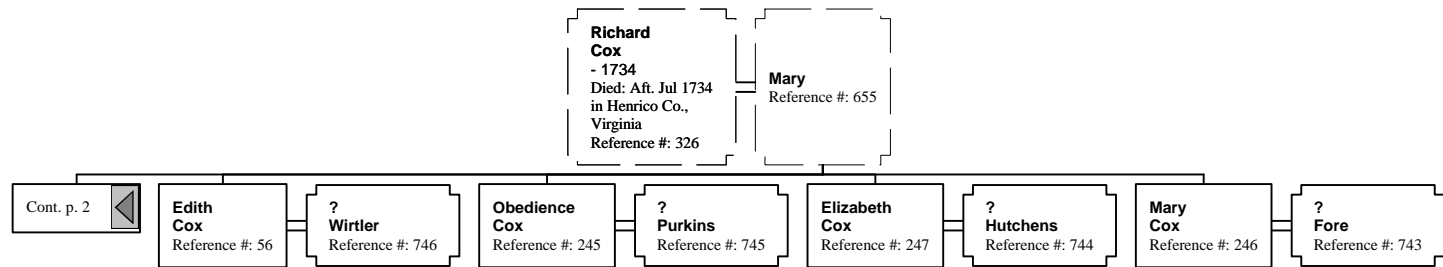 Richard
Cox
- 1734
Died: Aft. Jul 1734
in Henrico Co.,
Virginia
Reference #: 326
Mary
Reference #: 655
Cont. p. 2
Edith
Cox
Reference #: 56
?
Wirtler
Reference #: 746
Obedience
Cox
Reference #: 245
?
Purkins
Reference #: 745
Elizabeth
Cox
Reference #: 247
?
Hutchens
Reference #: 744
Mary
Cox
Reference #: 246
?
Fore
Reference #: 743